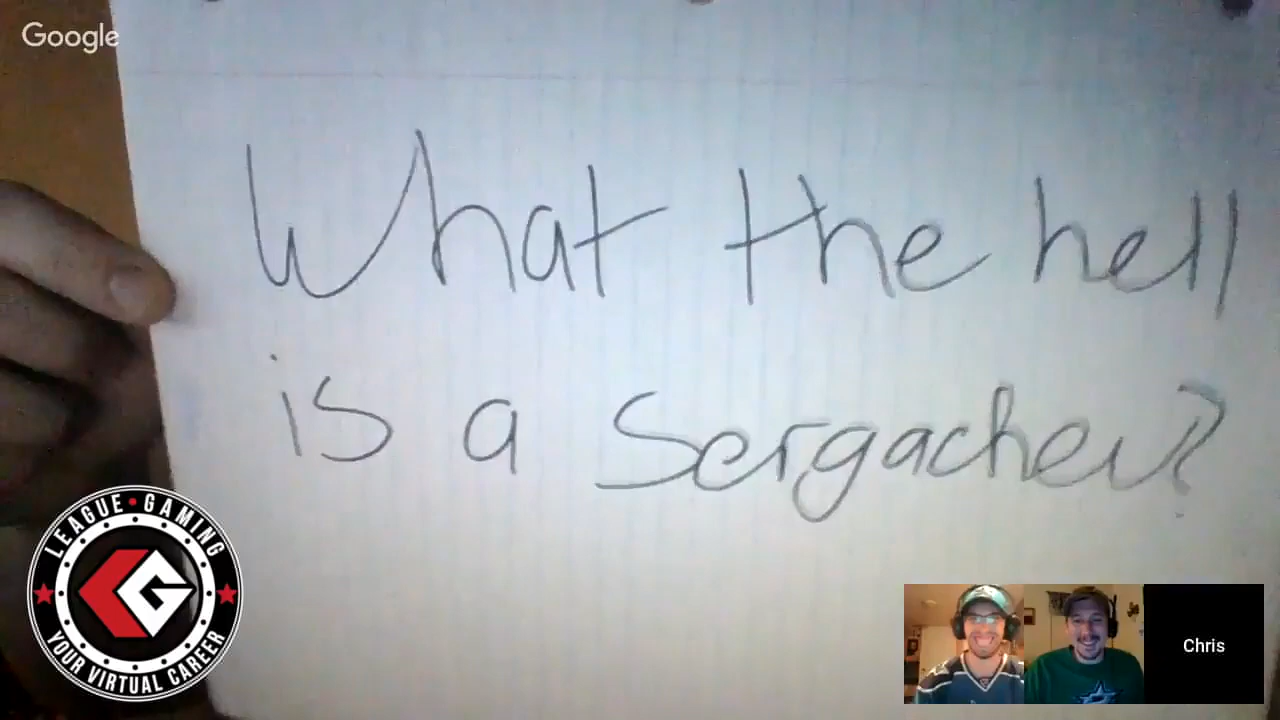 Google
What the hell
is a Sergachev?
LEAGUE • GAMING
YOUR VIRTUAL CAREER
Chris